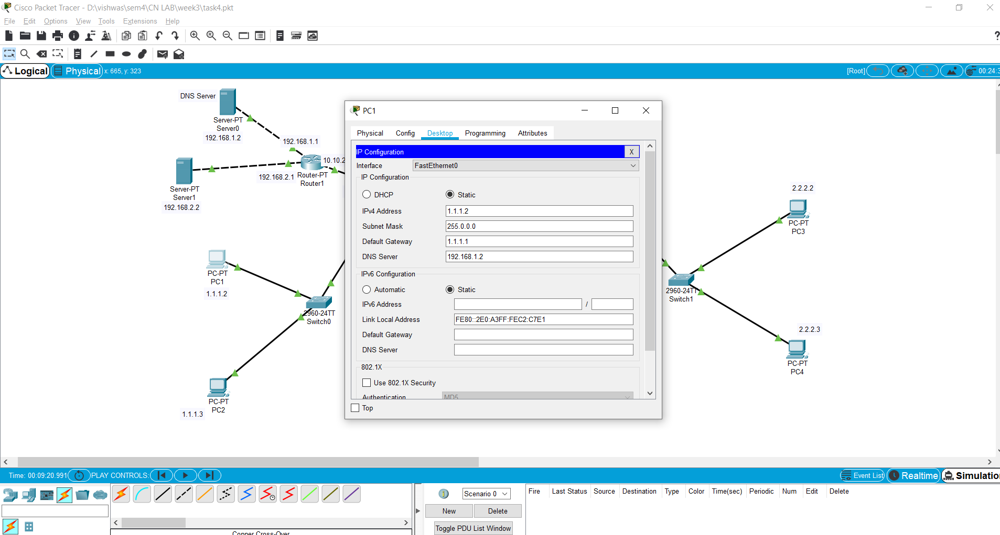 Cisco Packet Tracer - D:\vishwas\sem4\CN LAB\week3\task4.pkt
File Edit Options View Tools Extensions Help
?
Logical Physical x: 665, y: 323 [Root] 00:24:3
DNS Server
Server-PT
Server0
192.168.1.2
192.168.1.1
10.10.2
Router-PT
Router1
192.168.2.1
Server-PT
Server1
192.168.2.2
PC-PT
PC1
1.1.1.2
2960-24TT
Switch0
PC-PT
PC2
1.1.1.3
PC1
Physical Config Desktop Programming Attributes
IP Configuration X
Interface FastEthernet0
IP Configuration
DHCP Static
IPv4 Address 1.1.1.2
Subnet Mask 255.0.0.0
Default Gateway 1.1.1.1
DNS Server 192.168.1.2
IPv6 Configuration
Automatic Static
IPv6 Address /
Link Local Address FE80::2E0:A3FF:FEC2:C7E1
Default Gateway
DNS Server
802.1X
Use 802.1X Security
Authentication MD5
Top
2.2.2.2
PC-PT
PC3
2960-24TT
Switch1
2.2.2.3
PC-PT
PC4
Time: 00:09:20.991 PLAY CONTROLS: Event List Realtime Simulatio
Scenario 0
New Delete
Toggle PDU List Window
Fire Last Status Source Destination Type Color Time(sec) Periodic Num Edit Delete
Copper Cross-Over